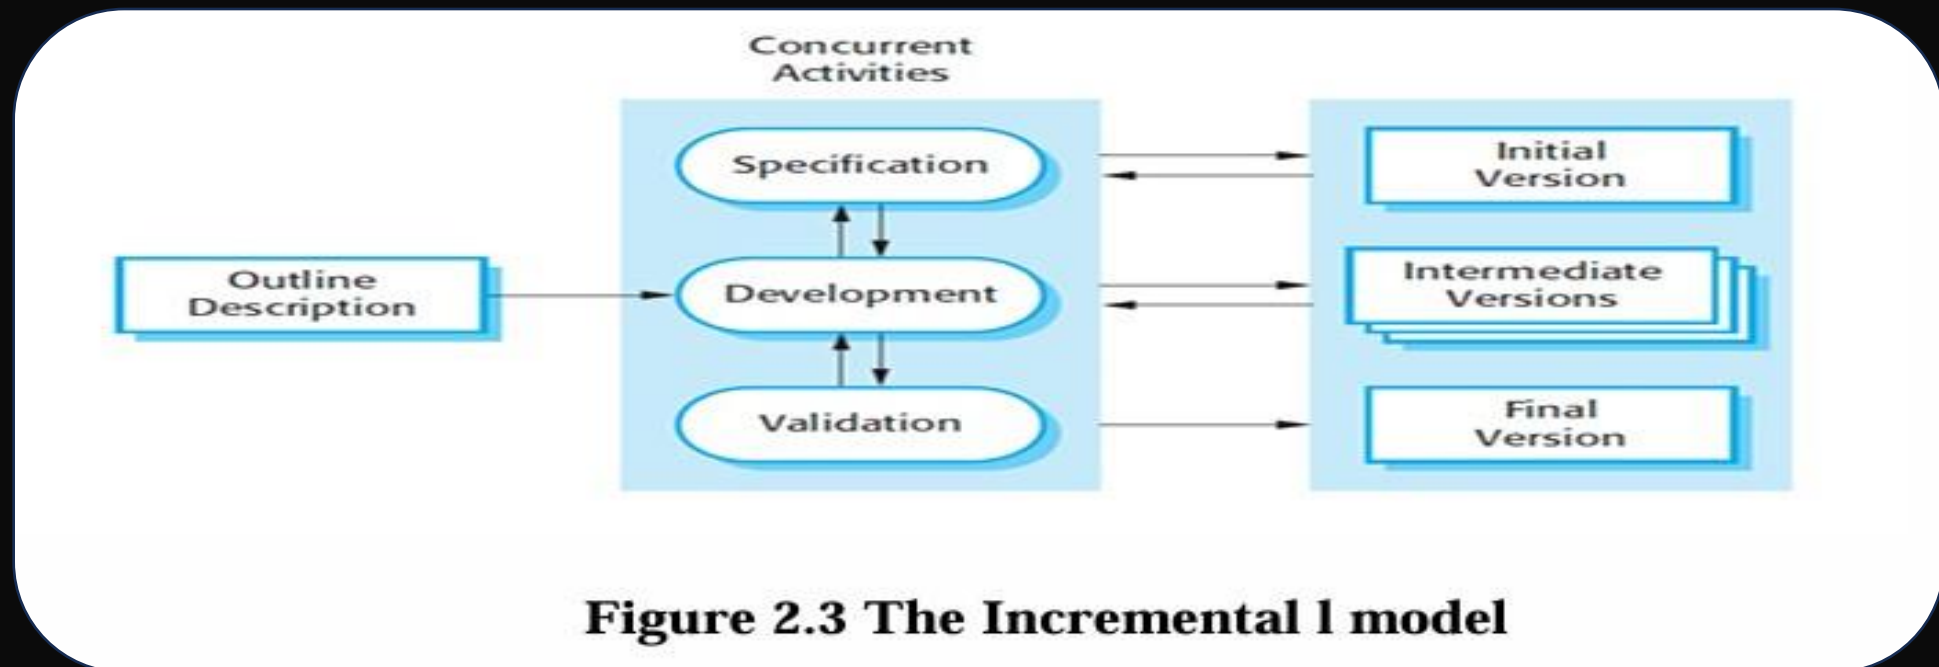 Concurrent
Activities
Specification
Initial
Version
Outline
Description
Development
Intermediate
Versions
Validation
Final
Version
Figure 2.3 The Incremental l model